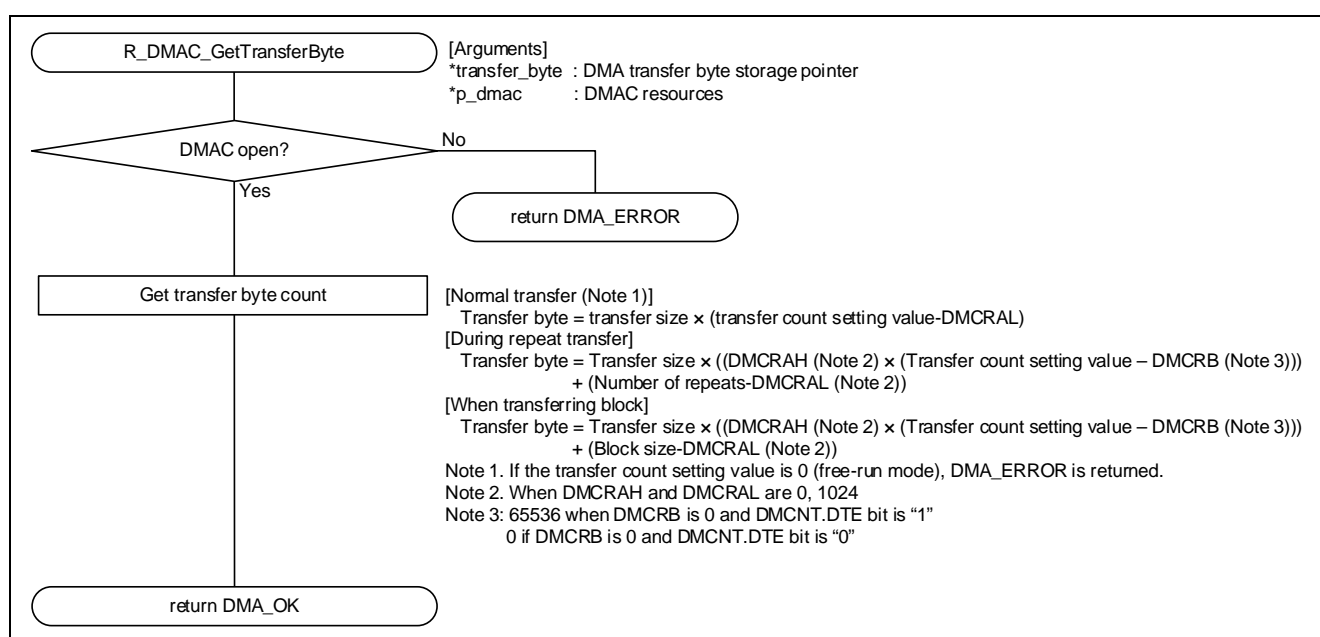 R_DMAC_GetTransferByte
[Arguments]
*transfer_byte : DMA transfer byte storage pointer
*p_dmac : DMAC resources
DMAC open?
No
Yes
return DMA_ERROR
Get transfer byte count
[Normal transfer (Note 1)]
Transfer byte = transfer size × (transfer count setting value-DMCRAL)
[During repeat transfer]
Transfer byte = Transfer size × ((DMCRAH (Note 2) × (Transfer count setting value – DMCRB (Note 3)))
+ (Number of repeats-DMCRAL (Note 2))
[When transferring block]
Transfer byte = Transfer size × ((DMCRAH (Note 2) × (Transfer count setting value – DMCRB (Note 3)))
+ (Block size-DMCRAL (Note 2))
Note 1. If the transfer count setting value is 0 (free-run mode), DMA_ERROR is returned.
Note 2. When DMCRAH and DMCRAL are 0, 1024
Note 3: 65536 when DMCRB is 0 and DMCNT.DTE bit is “1”
0 if DMCRB is 0 and DMCNT.DTE bit is “0”
return DMA_OK